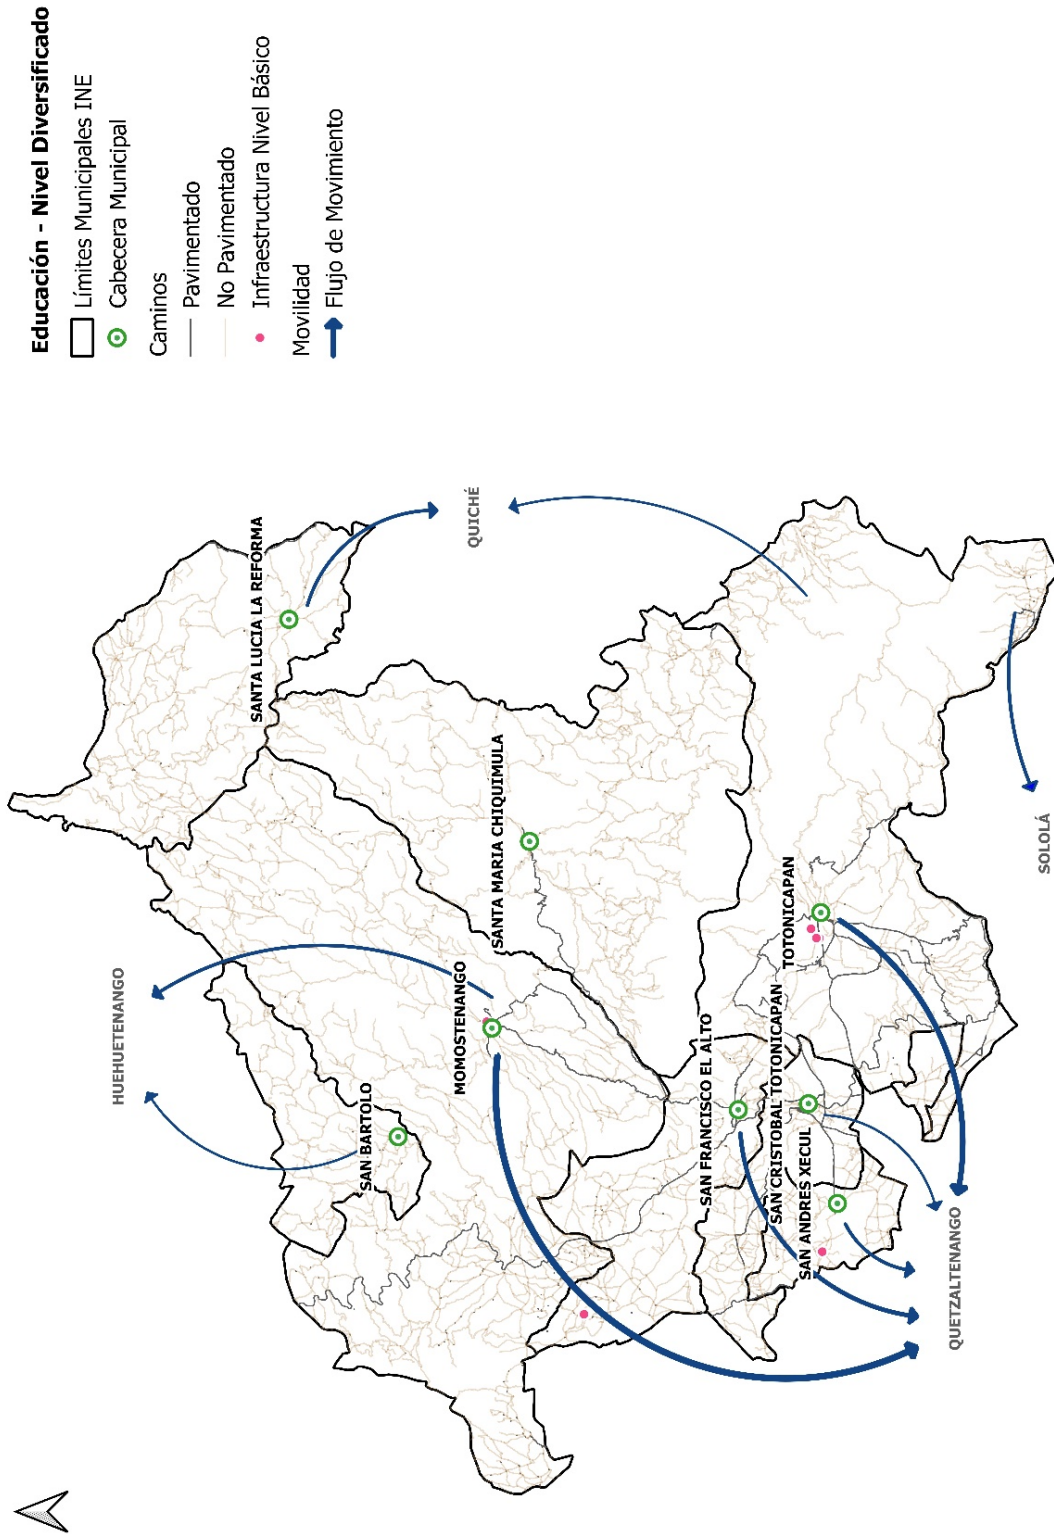 Educación - Nivel Diversificado
Límites Municipales INE
Cabecera Municipal
Caminos
Pavimentado
No Pavimentado
Infraestructura Nivel Básico
Movilidad
Flujo de Movimiento
HUEHUETENANGO
SANTA LUCIA LA REFORMA
SAN BARTOLO
MOMOSTENANGO
QUICHÉ
SANTA MARIA CHIQUIMULA
SAN FRANCISCO EL ALTO
SAN CRISTOBAL TOTONICAPAN
TOTONICAPAN
SAN ANDRES XECUL
QUETZALTENANGO
SOLOLÁ